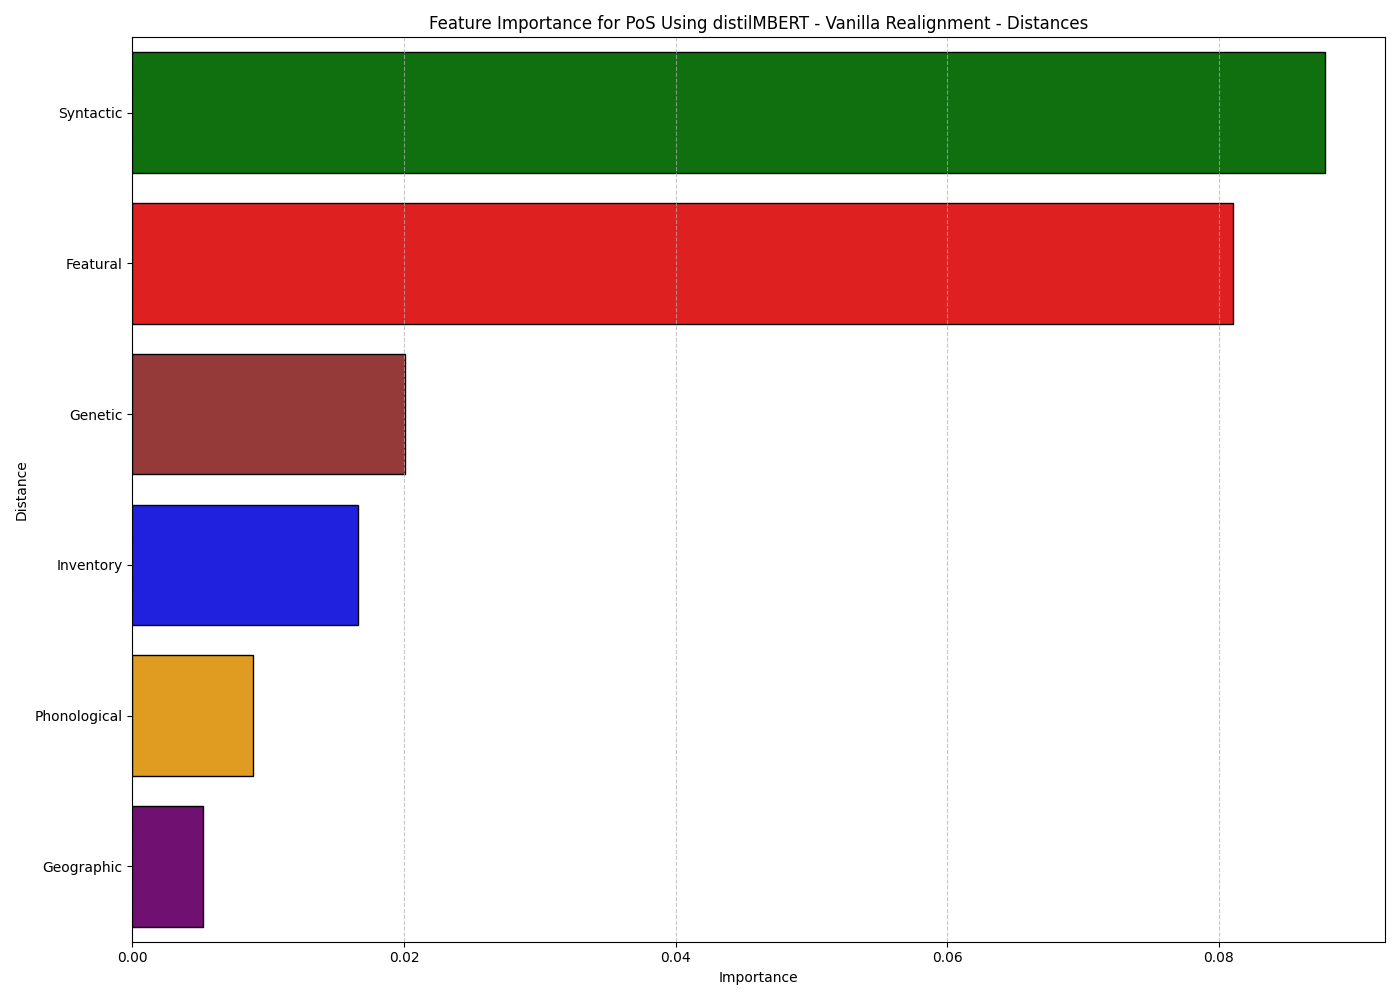 Feature Importance for PoS Using distilMBERT - Vanilla Realignment - Distances
Syntactic
Featural
Genetic
Inventory
Phonological
Geographic
Distance
0.00
0.02
0.04
0.06
0.08
Importance